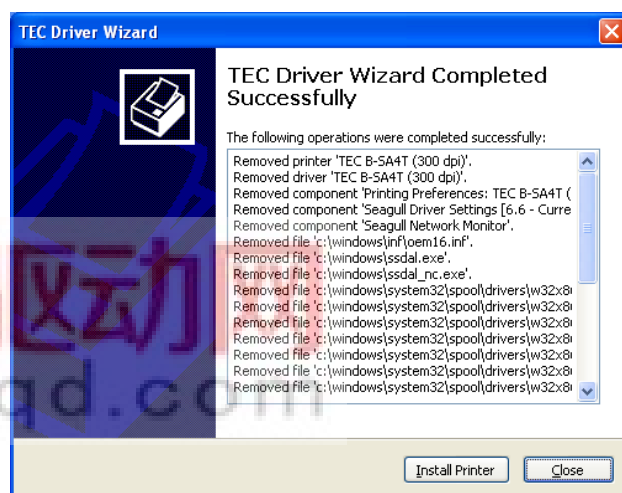 TEC Driver Wizard
TEC Driver Wizard Completed
Successfully
The following operations were completed successfully:
Removed printer 'TEC B-SA4T (300 dpi)'.
Removed driver 'TEC B-SA4T (300 dpi)'.
Removed component 'Printing Preferences: TEC B-SA4T (
Removed component 'Seagull Driver Settings [6.6 - Curre
Removed component 'Seagull Network Monitor'.
Removed file 'c:\windows\inf\oem16.inf'.
Removed file 'c:\windows\ssdal.exe'.
Removed file 'c:\windows\ssdal_nc.exe'.
Removed file 'c:\windows\system32\spool\drivers\w32x8
Removed file 'c:\windows\system32\spool\drivers\w32x8
Removed file 'c:\windows\system32\spool\drivers\w32x8
Removed file 'c:\windows\system32\spool\drivers\w32x8
Removed file 'c:\windows\system32\spool\drivers\w32x8
Removed file 'c:\windows\system32\spool\drivers\w32x8
Removed file 'c:\windows\system32\spool\drivers\w32x8
驱动网
qd.com
Install Printer
Close